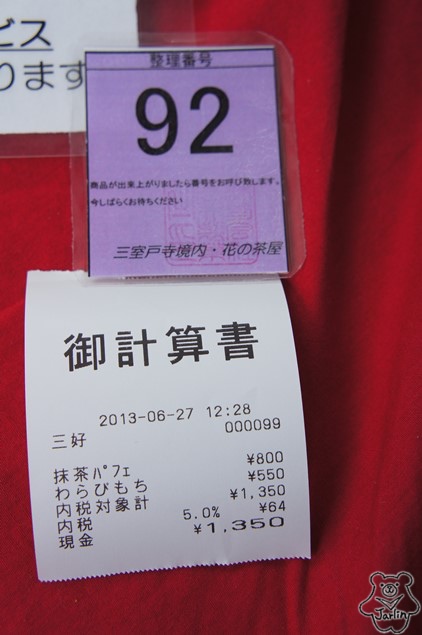 ビス
ります
整理番号
92
商品が出来上がりましたら番号をお呼び致します。
今しばらくお待ちください
三室戸寺境内・花の茶屋
御計算書
2013-06-27 12:28
三好 000099
抹茶ﾊﾟﾌｪ ¥800
わらびもち ¥550
内税対象計 ¥1,350
内税 5.0% ¥64
現金 ¥1,350
Jarlin